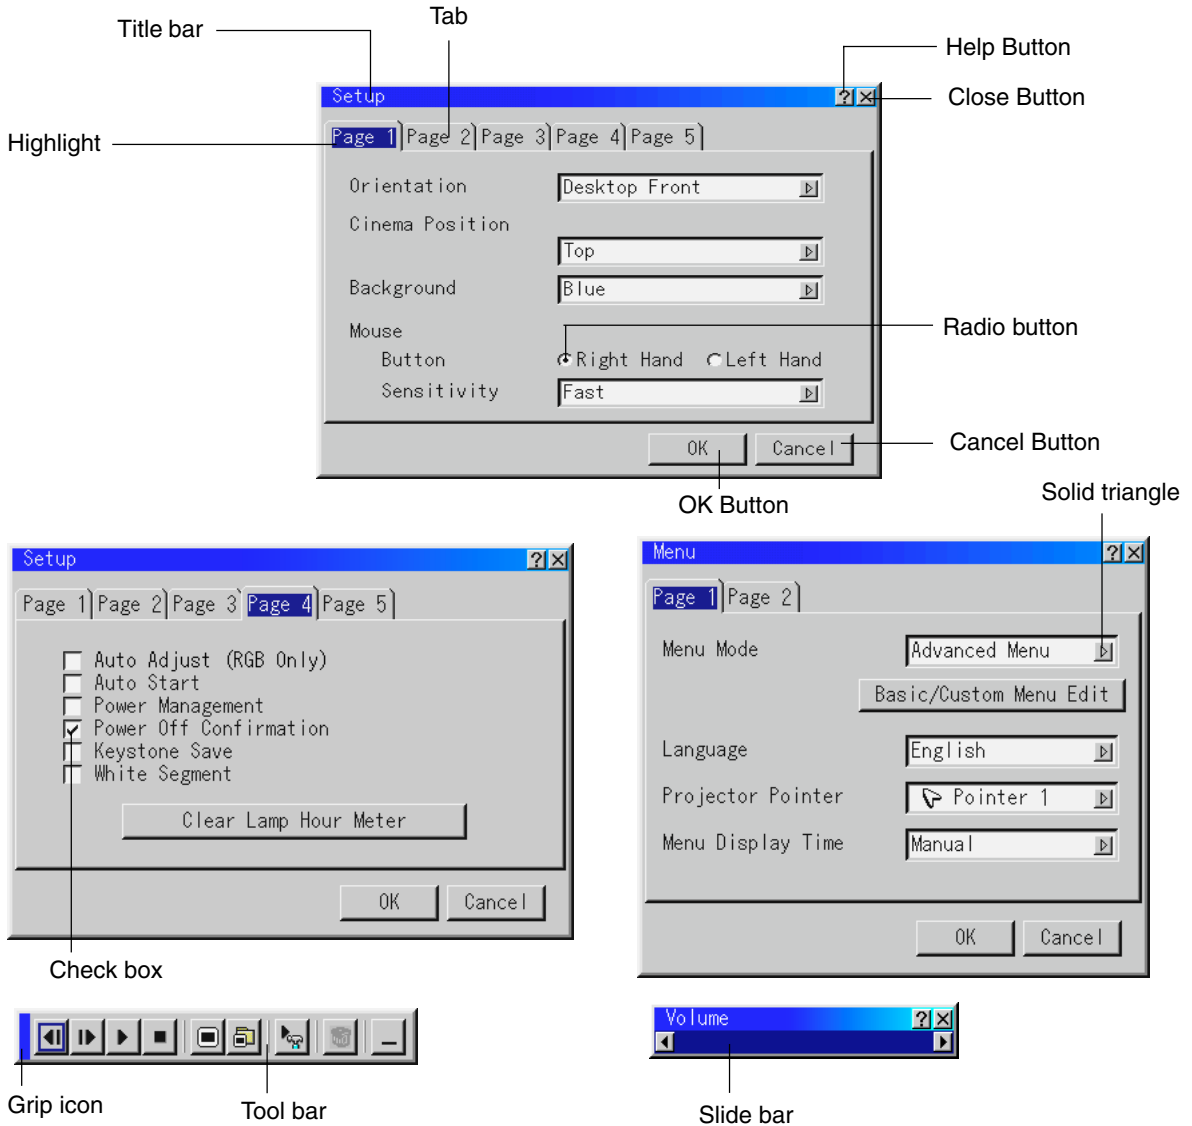 Tab
Title bar
Help Button
Setup ? ×
Close Button
Highlight
Page 1 Page 2 Page 3 Page 4 Page 5
Orientation Desktop Front
Cinema Position
Top
Background Blue
Mouse
Radio button
Button Right Hand Left Hand
Sensitivity Fast
OK Cancel
Cancel Button
OK Button
Solid triangle
Setup ? ×
Page 1 Page 2 Page 3 Page 4 Page 5
Auto Adjust (RGB Only)
Auto Start
Power Management
Power Off Confirmation
Keystone Save
White Segment
Clear Lamp Hour Meter
OK Cancel
Check box
Menu ? ×
Page 1 Page 2
Menu Mode Advanced Menu
Basic/Custom Menu Edit
Language English
Projector Pointer Pointer 1
Menu Display Time Manual
OK Cancel
Grip icon
Tool bar
Volume ? ×
Slide bar